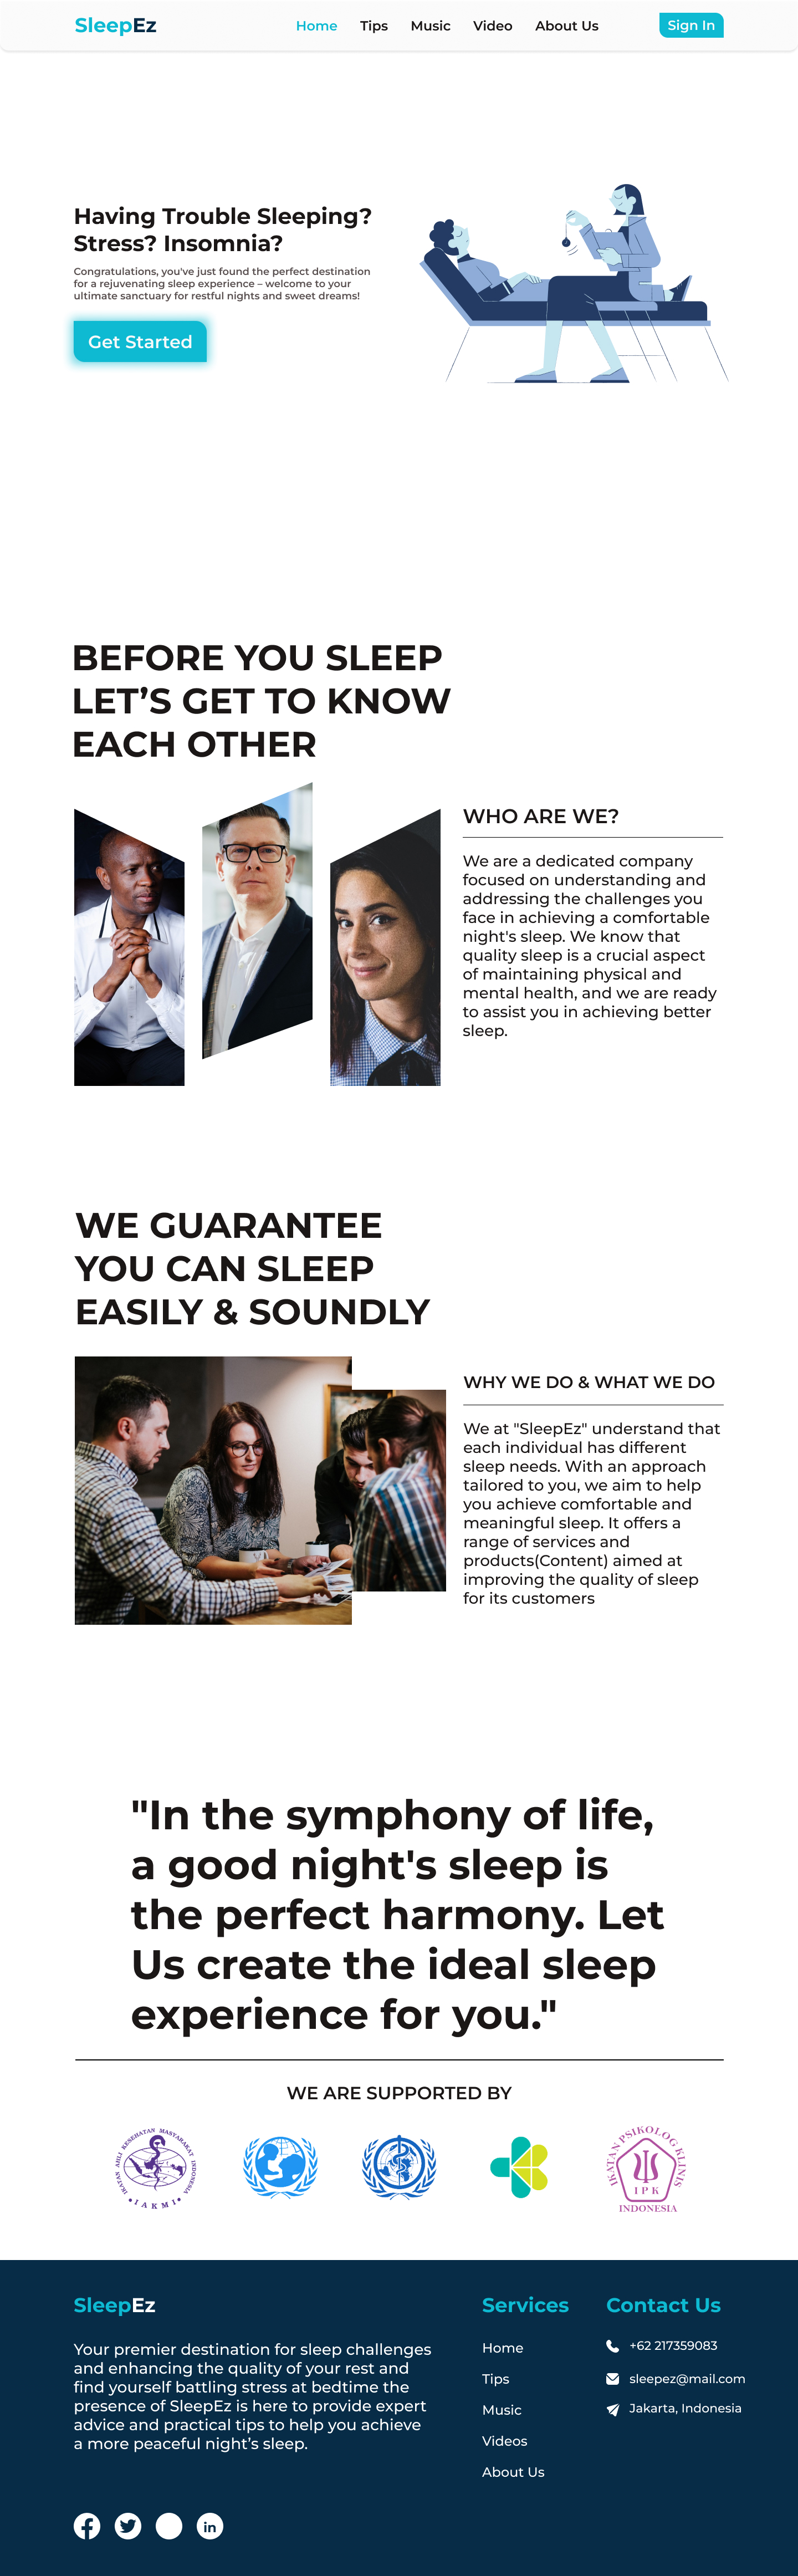 SleepEz
Home Tips Music Video About Us
Sign In
Having Trouble Sleeping?
Stress? Insomnia?
Congratulations, you've just found the perfect destination
for a rejuvenating sleep experience – welcome to your
ultimate sanctuary for restful nights and sweet dreams!
Get Started
BEFORE YOU SLEEP
LET’S GET TO KNOW
EACH OTHER
WHO ARE WE?
We are a dedicated company
focused on understanding and
addressing the challenges you
face in achieving a comfortable
night's sleep. We know that
quality sleep is a crucial aspect
of maintaining physical and
mental health, and we are ready
to assist you in achieving better
sleep.
WE GUARANTEE
YOU CAN SLEEP
EASILY & SOUNDLY
WHY WE DO & WHAT WE DO
We at "SleepEz" understand that
each individual has different
sleep needs. With an approach
tailored to you, we aim to help
you achieve comfortable and
meaningful sleep. It offers a
range of services and
products(Content) aimed at
improving the quality of sleep
for its customers
"In the symphony of life,
a good night's sleep is
the perfect harmony. Let
Us create the ideal sleep
experience for you."
WE ARE SUPPORTED BY
IKATAN AHLI KESEHATAN MASYARAKAT INDONESIA
• I A K M I •
IKATAN PSIKOLOG KLINIS
I P K
INDONESIA
SleepEz
Your premier destination for sleep challenges
and enhancing the quality of your rest and
find yourself battling stress at bedtime the
presence of SleepEz is here to provide expert
advice and practical tips to help you achieve
a more peaceful night’s sleep.
Services
Home
Tips
Music
Videos
About Us
Contact Us
+62 217359083
sleepez@mail.com
Jakarta, Indonesia
in